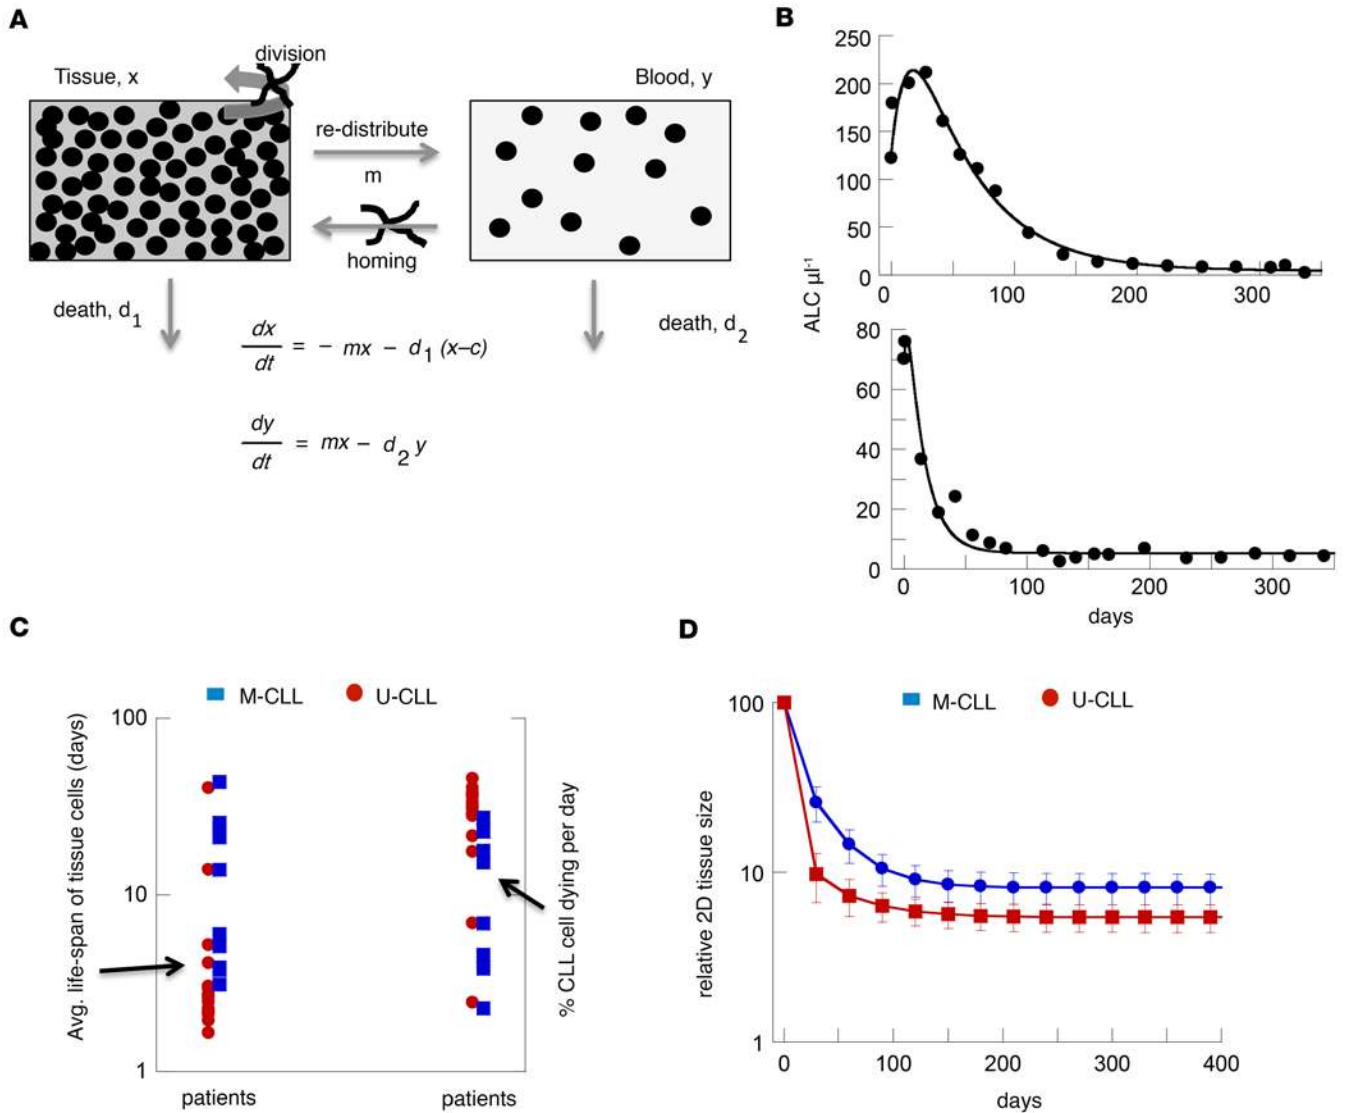 A
division
Tissue, x
Blood, y
re-distribute
m
homing
death, d1
death, d2
dx/dt = – mx – d1 (x–c)
dy/dt = mx – d2 y
B
250
200
150
100
50
0
0 100 200 300
ALC µl-1
80
60
40
20
0
0 100 200 300
days
C
M-CLL U-CLL
100
10
1
Avg. life-span of tissue cells (days)
% CLL cell dying per day
patients patients
D
M-CLL U-CLL
100
10
1
relative 2D tissue size
0 100 200 300 400
days